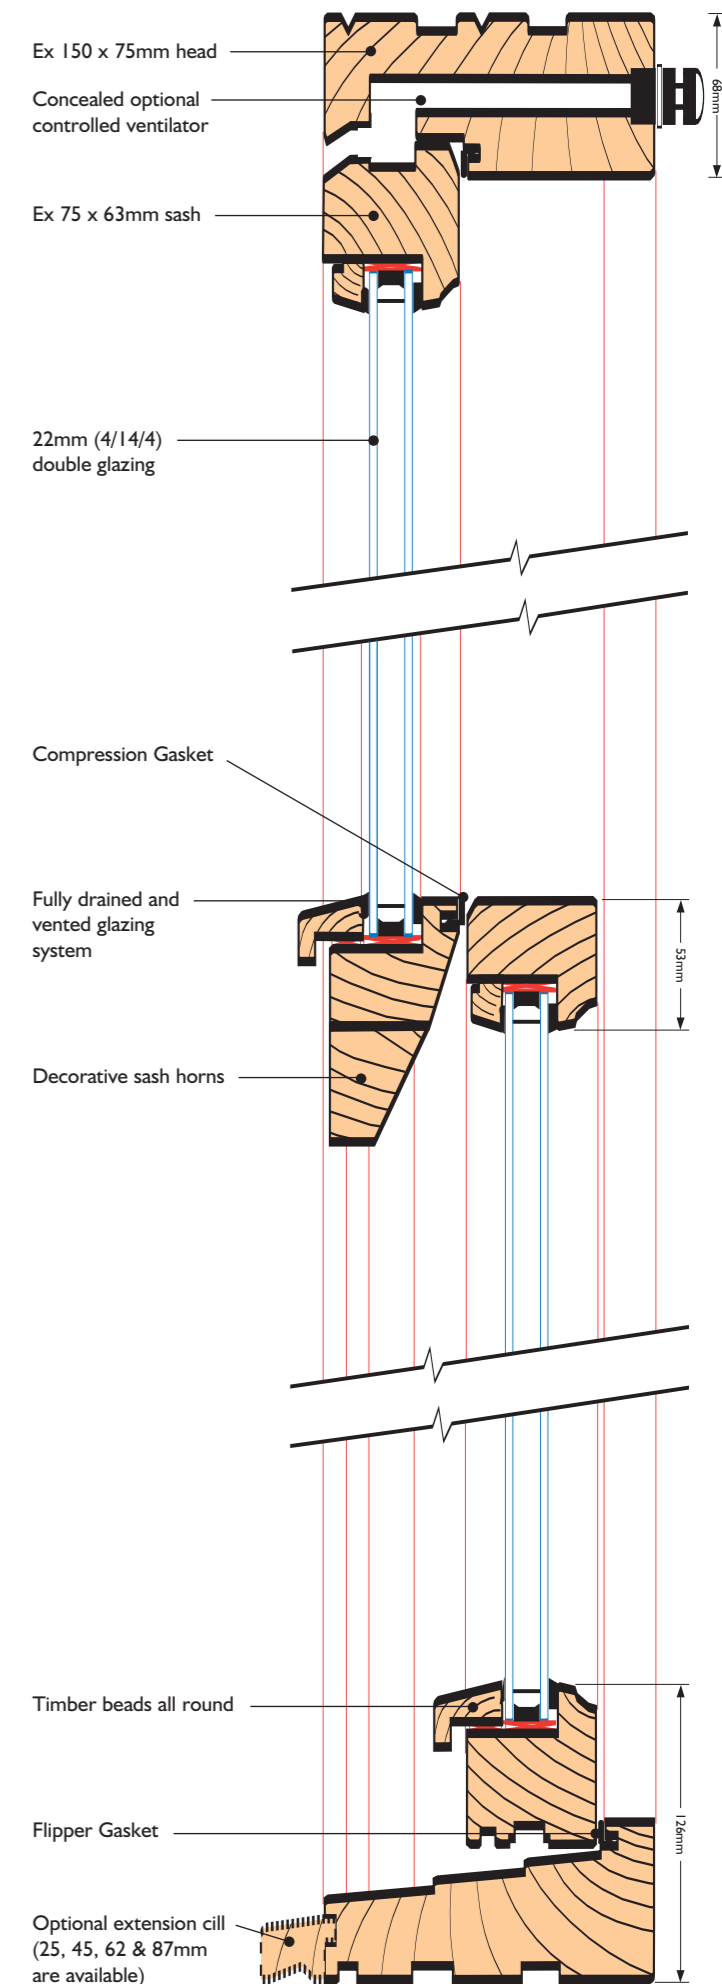 Ex 150 x 75mm head
68mm
Concealed optional
controlled ventilator
Ex 75 x 63mm sash
22mm (4/14/4)
double glazing
Compression Gasket
Fully drained and
vented glazing
system
53mm
Decorative sash horns
Timber beads all round
126mm
Flipper Gasket
Optional extension cill
(25, 45, 62 & 87mm
are available)